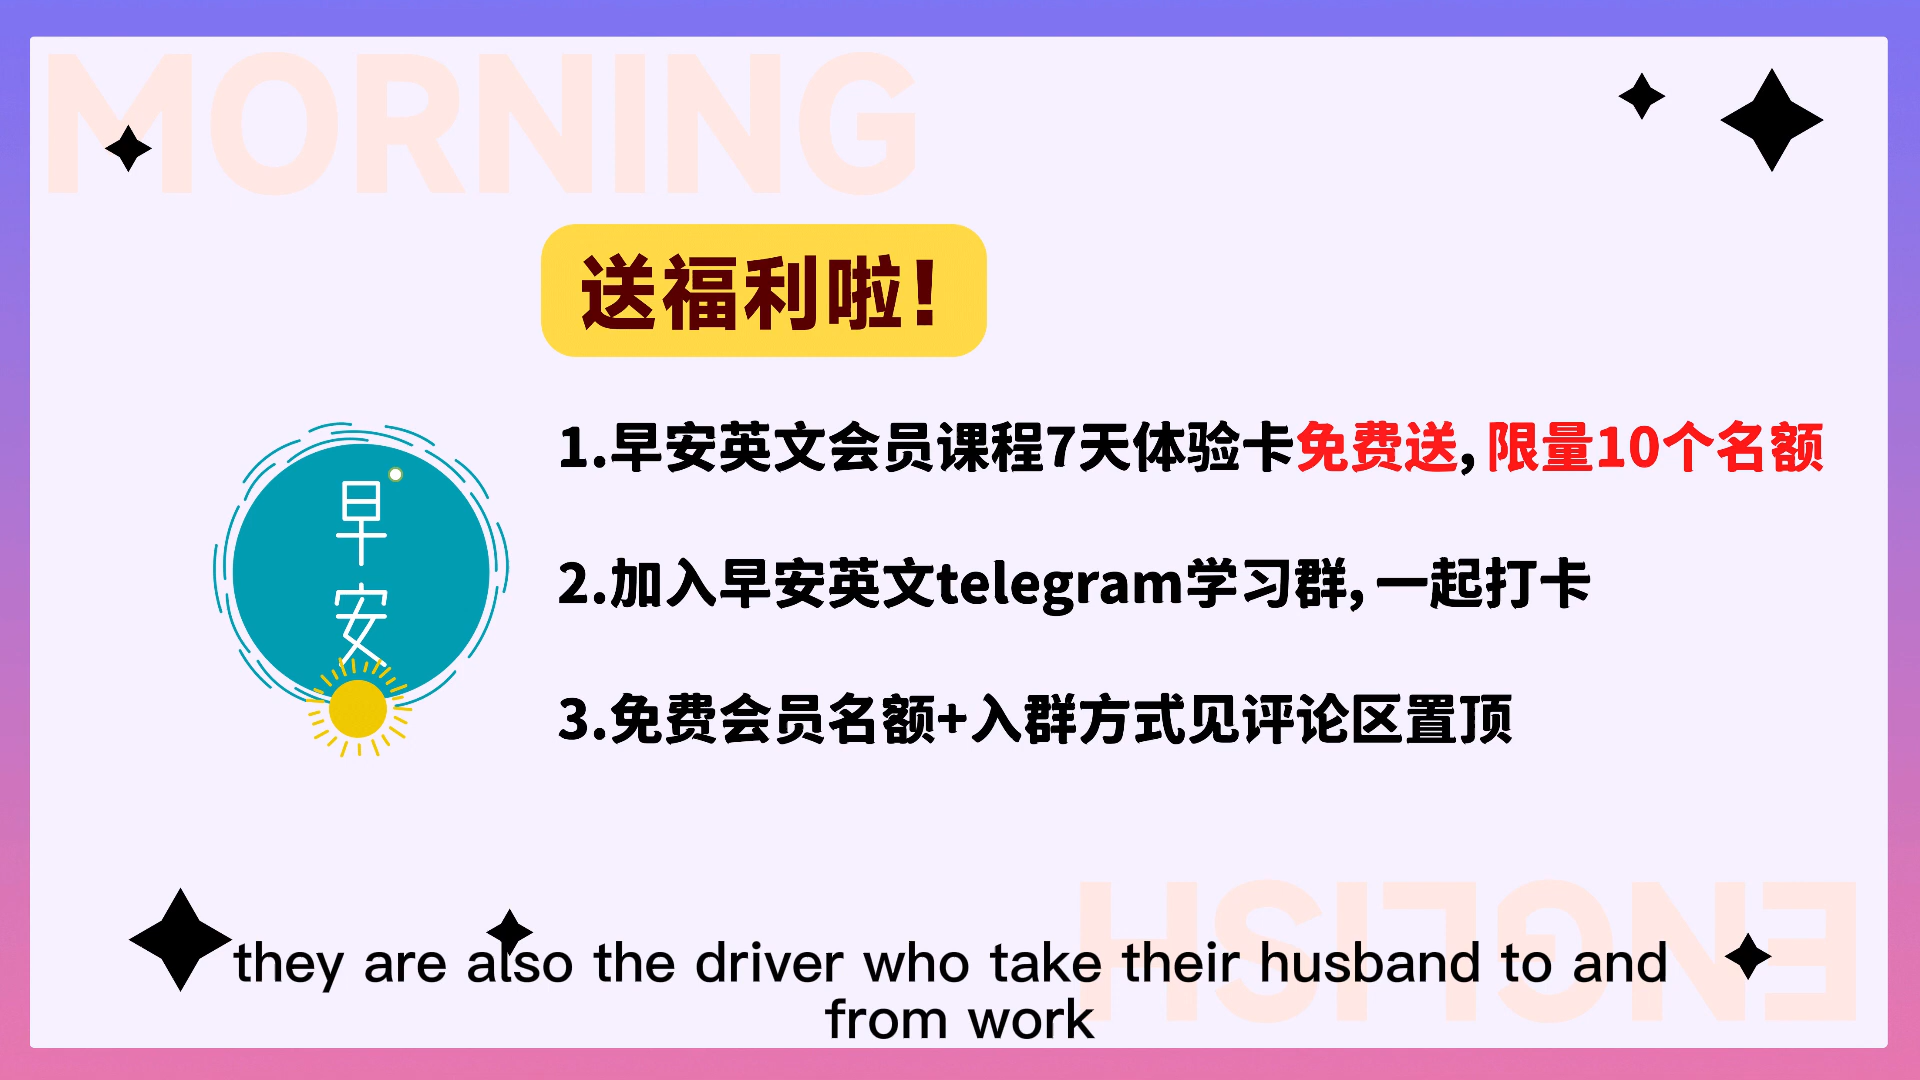 MORNING
送福利啦!
1.早安英文会员课程7天体验卡免费送,限量10个名额
早安
2.加入早安英文telegram学习群,一起打卡
3.免费会员名额+入群方式见评论区置顶
ENGLISH
they are also the driver who take their husband to and
from work